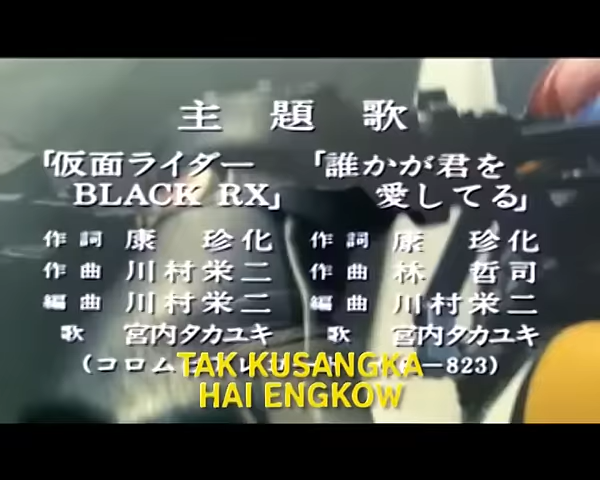 主題歌
「仮面ライダー
BLACK RX」
作詞 康 珍化
作曲 川村栄二
編曲 川村栄二
歌 宮内タカユキ
「誰かが君を
愛してる」
作詞 康 珍化
作曲 林 哲司
編曲 川村栄二
歌 宮内タカユキ
(コロム
—823)
TAK KUSANGKA
HAI ENGKOW